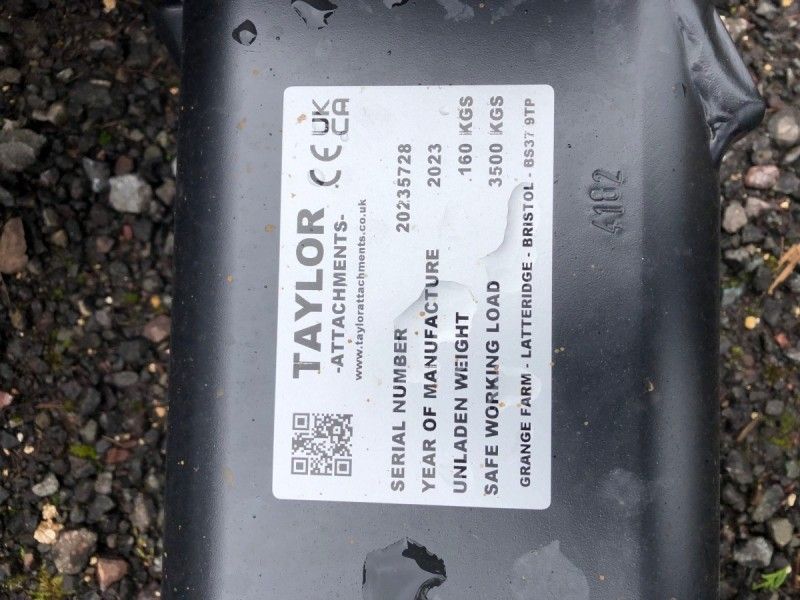 TAYLOR CE UK
CA
-ATTACHMENTS-
www.taylorattachments.co.uk
SERIAL NUMBER 20235728
YEAR OF MANUFACTURE 2023
UNLADEN WEIGHT 160 KGS
SAFE WORKING LOAD 3500 KGS
GRANGE FARM - LATTERIDGE - BRISTOL - BS37 9TP
4182